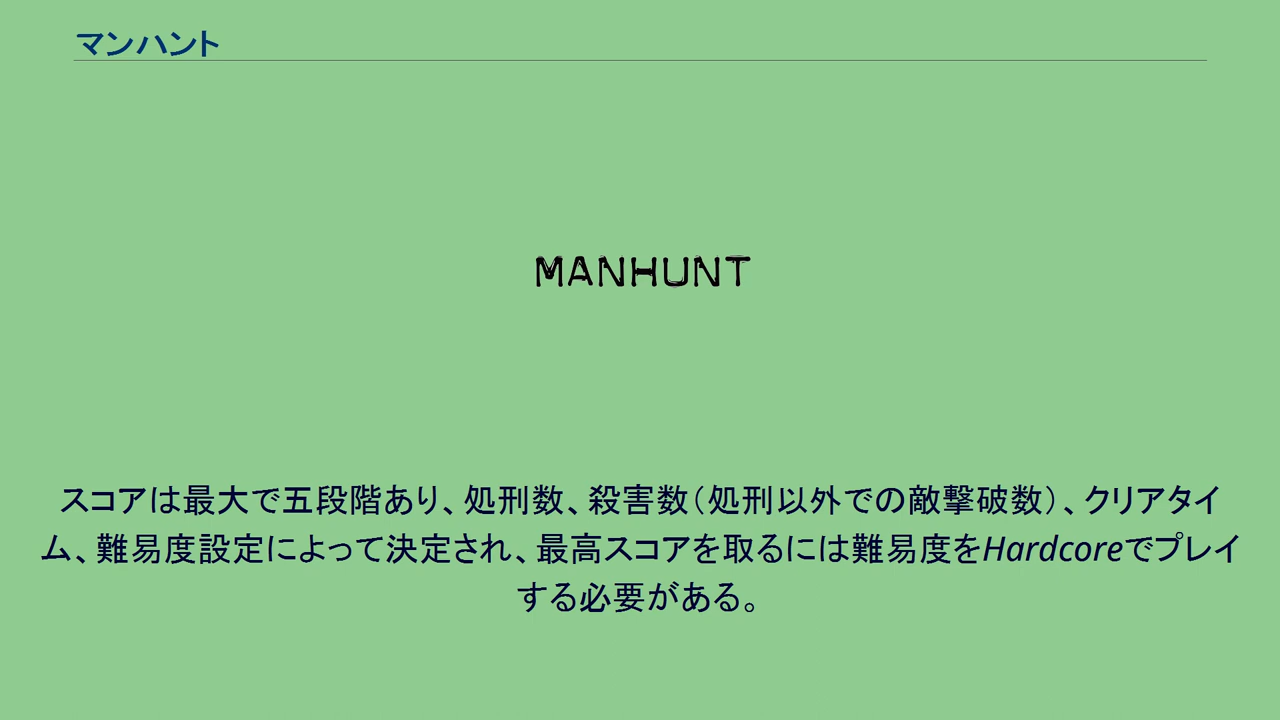 マンハント
MANHUNT
スコアは最大で五段階あり、処刑数、殺害数（処刑以外での敵撃破数）、クリアタイ
ム、難易度設定によって決定され、最高スコアを取るには難易度をHardcoreでプレイ
する必要がある。